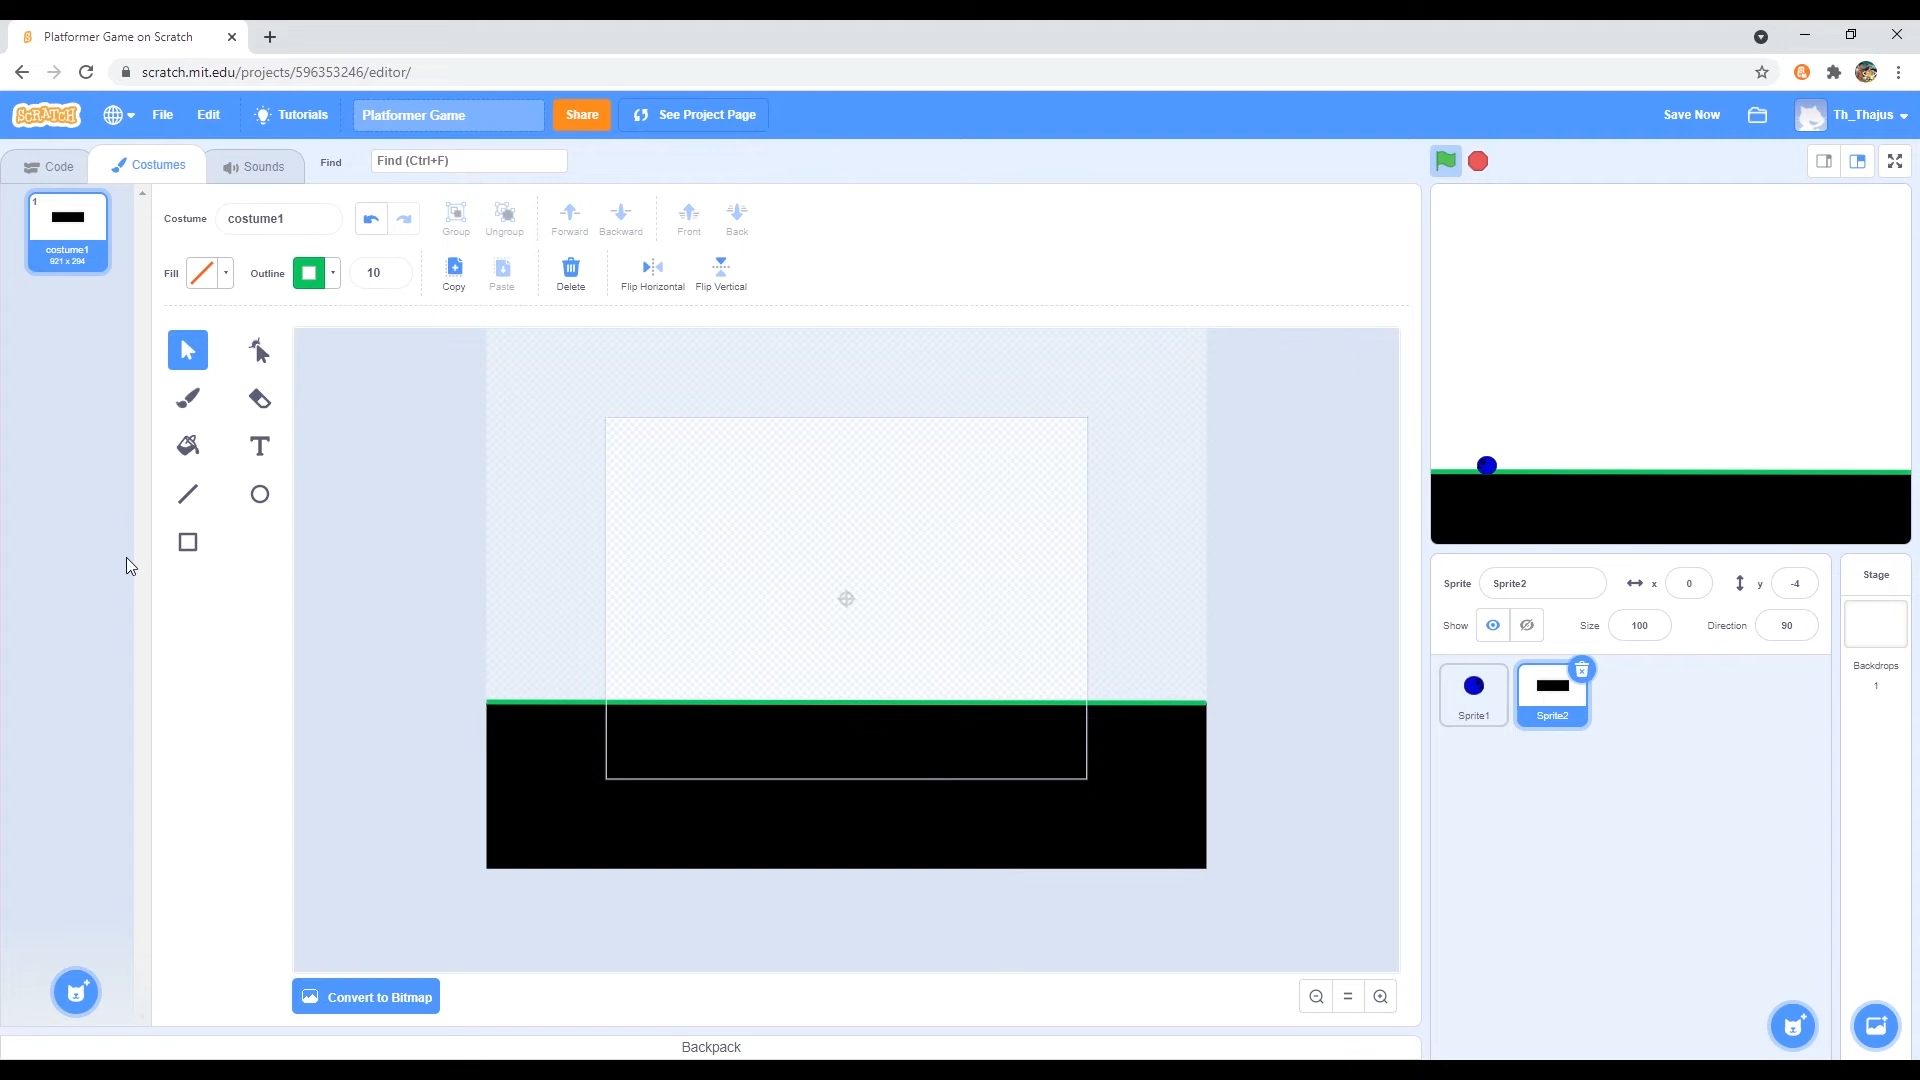 Platformer Game on Scratch
scratch.mit.edu/projects/596353246/editor/
SCRATCH
File
Edit
Tutorials
Platformer Game
Share
See Project Page
Save Now
Th_Thajus
Code
Costumes
Sounds
Find
Find (Ctrl+F)
1
costume1
921 x 294
Costume
costume1
Group
Ungroup
Forward
Backward
Front
Back
Fill
Outline
10
Copy
Paste
Delete
Flip Horizontal
Flip Vertical
Convert to Bitmap
Backpack
Sprite
Sprite2
x
0
y
-4
Show
Size
100
Direction
90
Sprite1
Sprite2
Stage
Backdrops
1